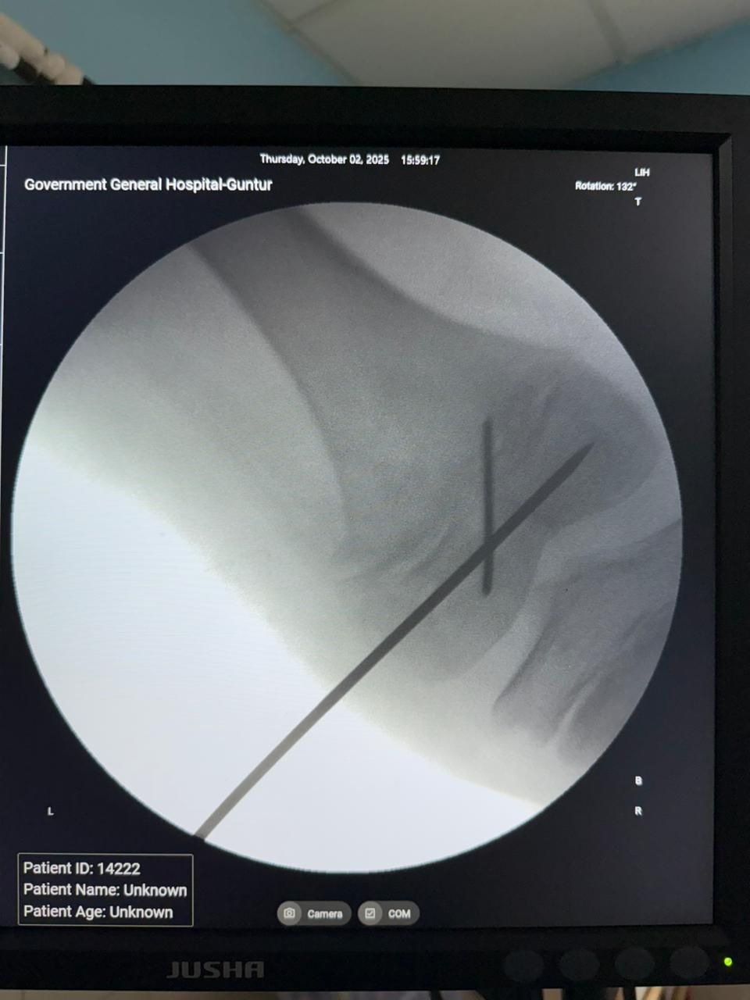 Thursday, October 02, 2025 15:59:17
Government General Hospital-Guntur
LIH
Rotation: 132°
T
B
L
R
Patient ID: 14222
Patient Name: Unknown
Patient Age: Unknown
Camera
COM
JUSHA